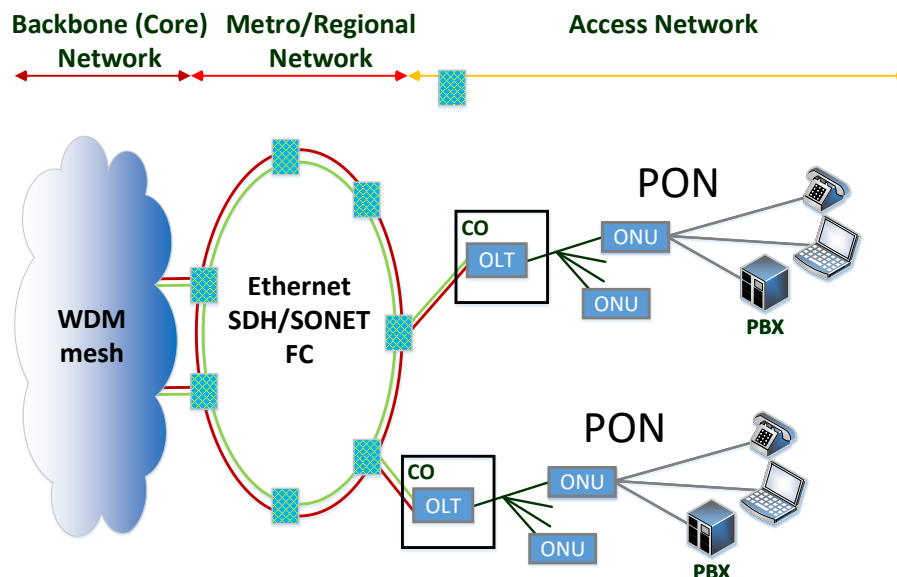 Backbone (Core)
Network
Metro/Regional
Network
Access Network
WDM
mesh
Ethernet
SDH/SONET
FC
PON
CO
OLT
ONU
ONU
PBX
PON
CO
OLT
ONU
ONU
PBX